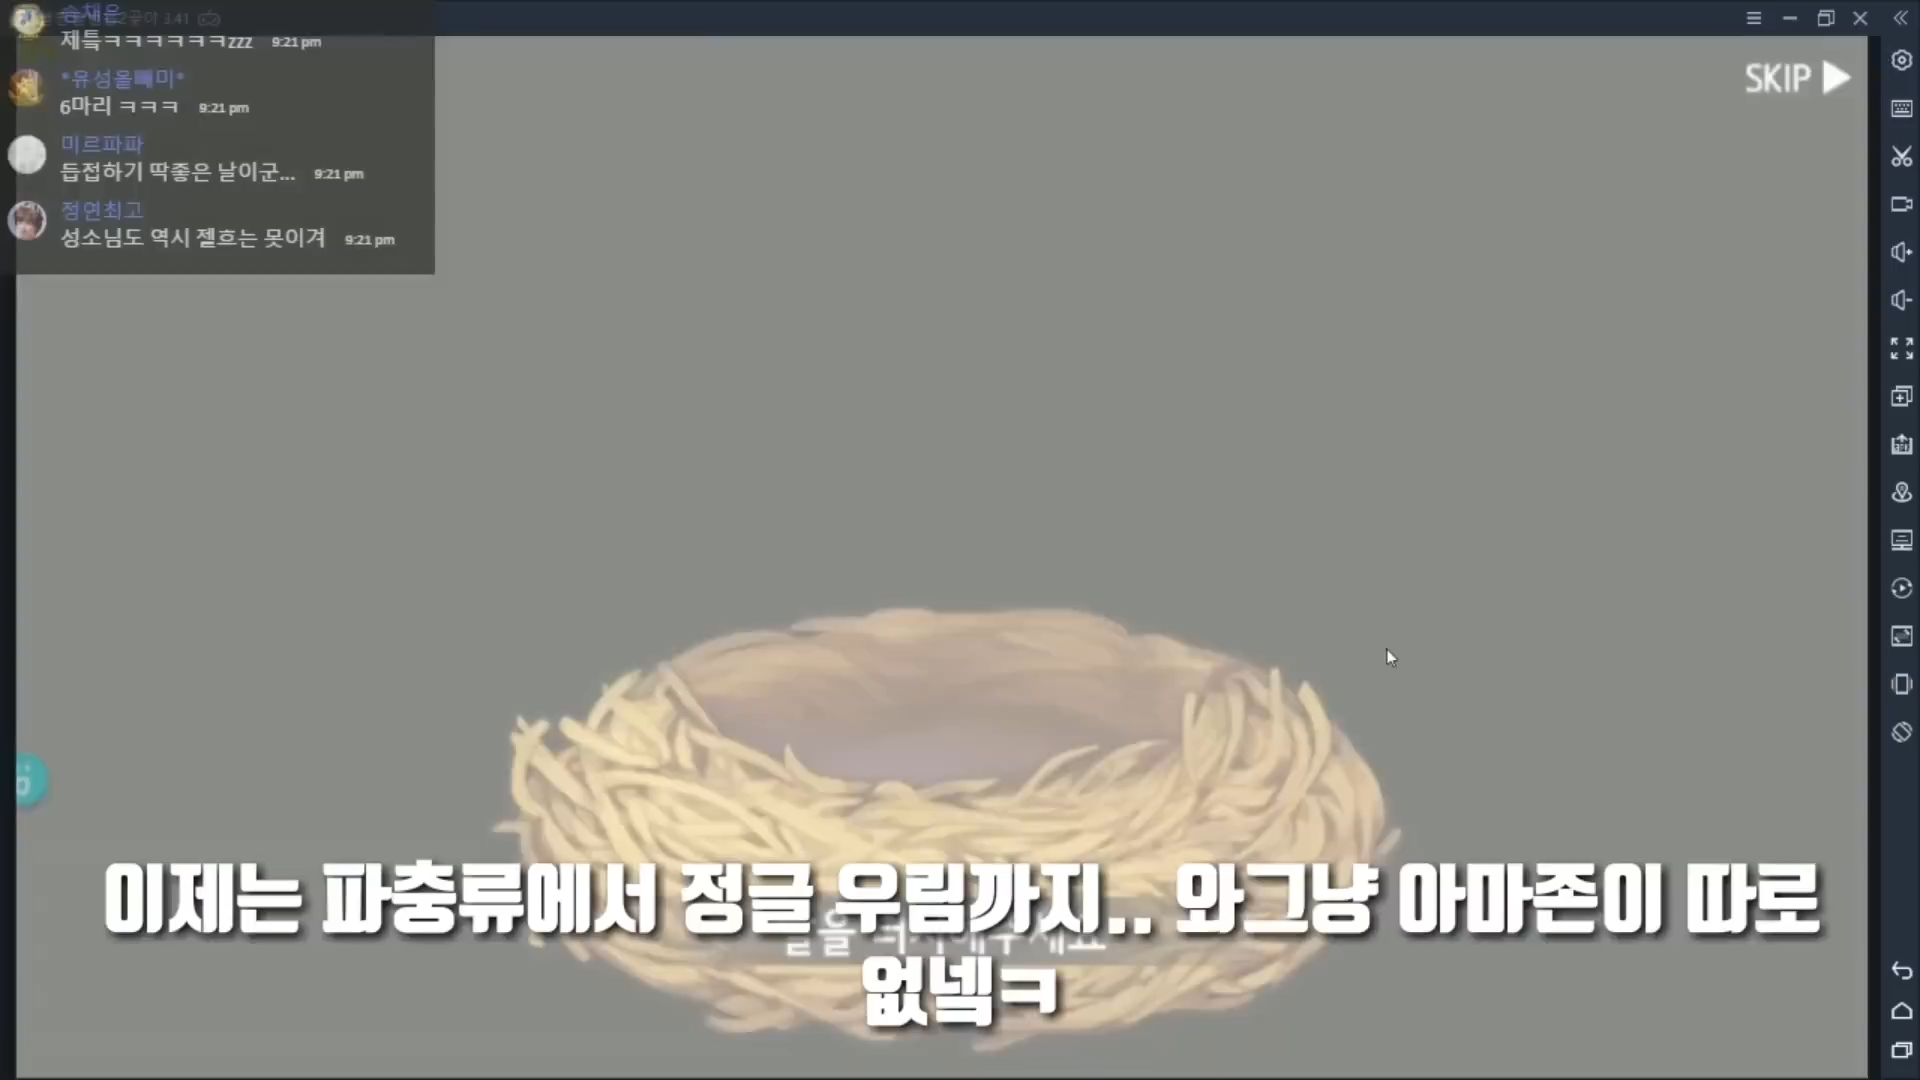 송채은
제특ㅋㅋㅋㅋㅋㅋzzz 9:21 pm
*유성올빼미*
6마리 ㅋㅋㅋ 9:21 pm
미르파파
듭접하기 딱좋은 날이군... 9:21 pm
정연최고
성소님도 역시 젤흐는 못이겨 9:21 pm
SKIP
이제는 파충류에서 정글 우림까지.. 와그냥 아마존이 따로
없넼ㅋ